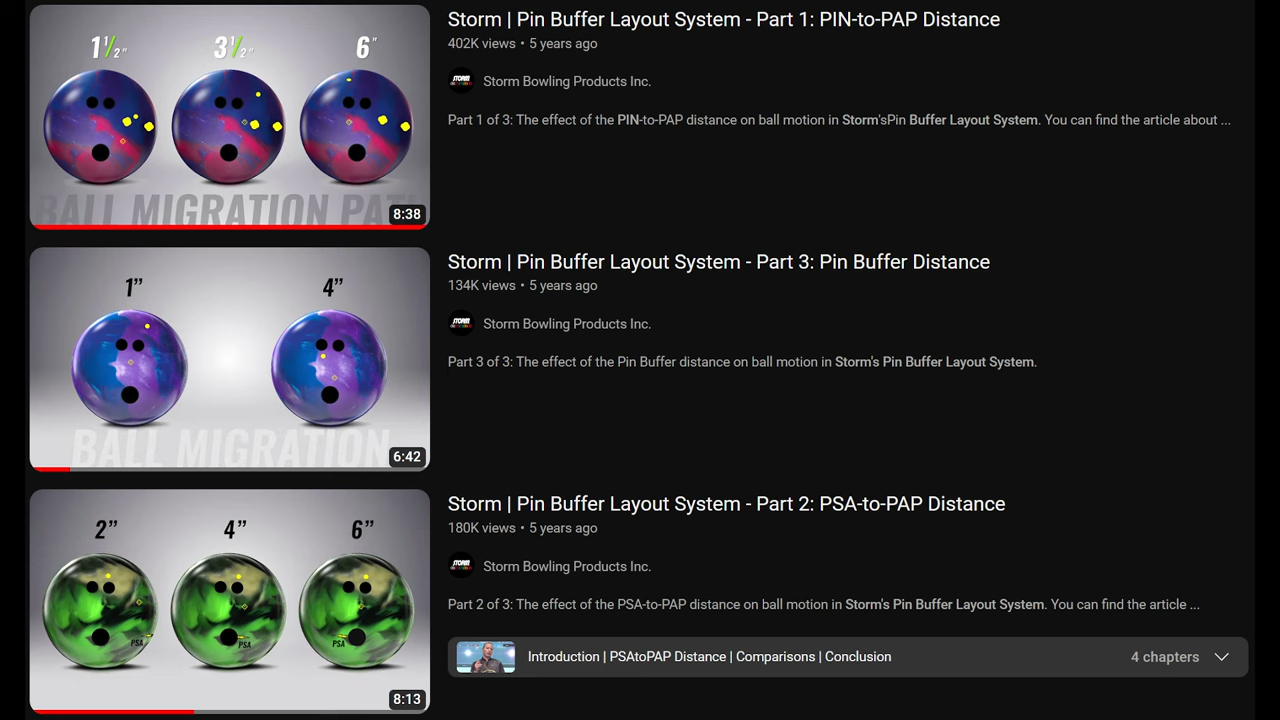 1 1/2"
3 1/2"
6"
BALL MIGRATION PAT
8:38
Storm | Pin Buffer Layout System - Part 1: PIN-to-PAP Distance
402K views • 5 years ago
STORM
Storm Bowling Products Inc.
Part 1 of 3: The effect of the PIN-to-PAP distance on ball motion in Storm'sPin Buffer Layout System. You can find the article about ...
1”
4”
BALL MIGRATION
6:42
Storm | Pin Buffer Layout System - Part 3: Pin Buffer Distance
134K views • 5 years ago
STORM
Storm Bowling Products Inc.
Part 3 of 3: The effect of the Pin Buffer distance on ball motion in Storm's Pin Buffer Layout System.
2”
4”
6”
PSA
PSA
PSA
8:13
Storm | Pin Buffer Layout System - Part 2: PSA-to-PAP Distance
180K views • 5 years ago
STORM
Storm Bowling Products Inc.
Part 2 of 3: The effect of the PSA-to-PAP distance on ball motion in Storm's Pin Buffer Layout System. You can find the article ...
Introduction | PSAtoPAP Distance | Comparisons | Conclusion
4 chapters